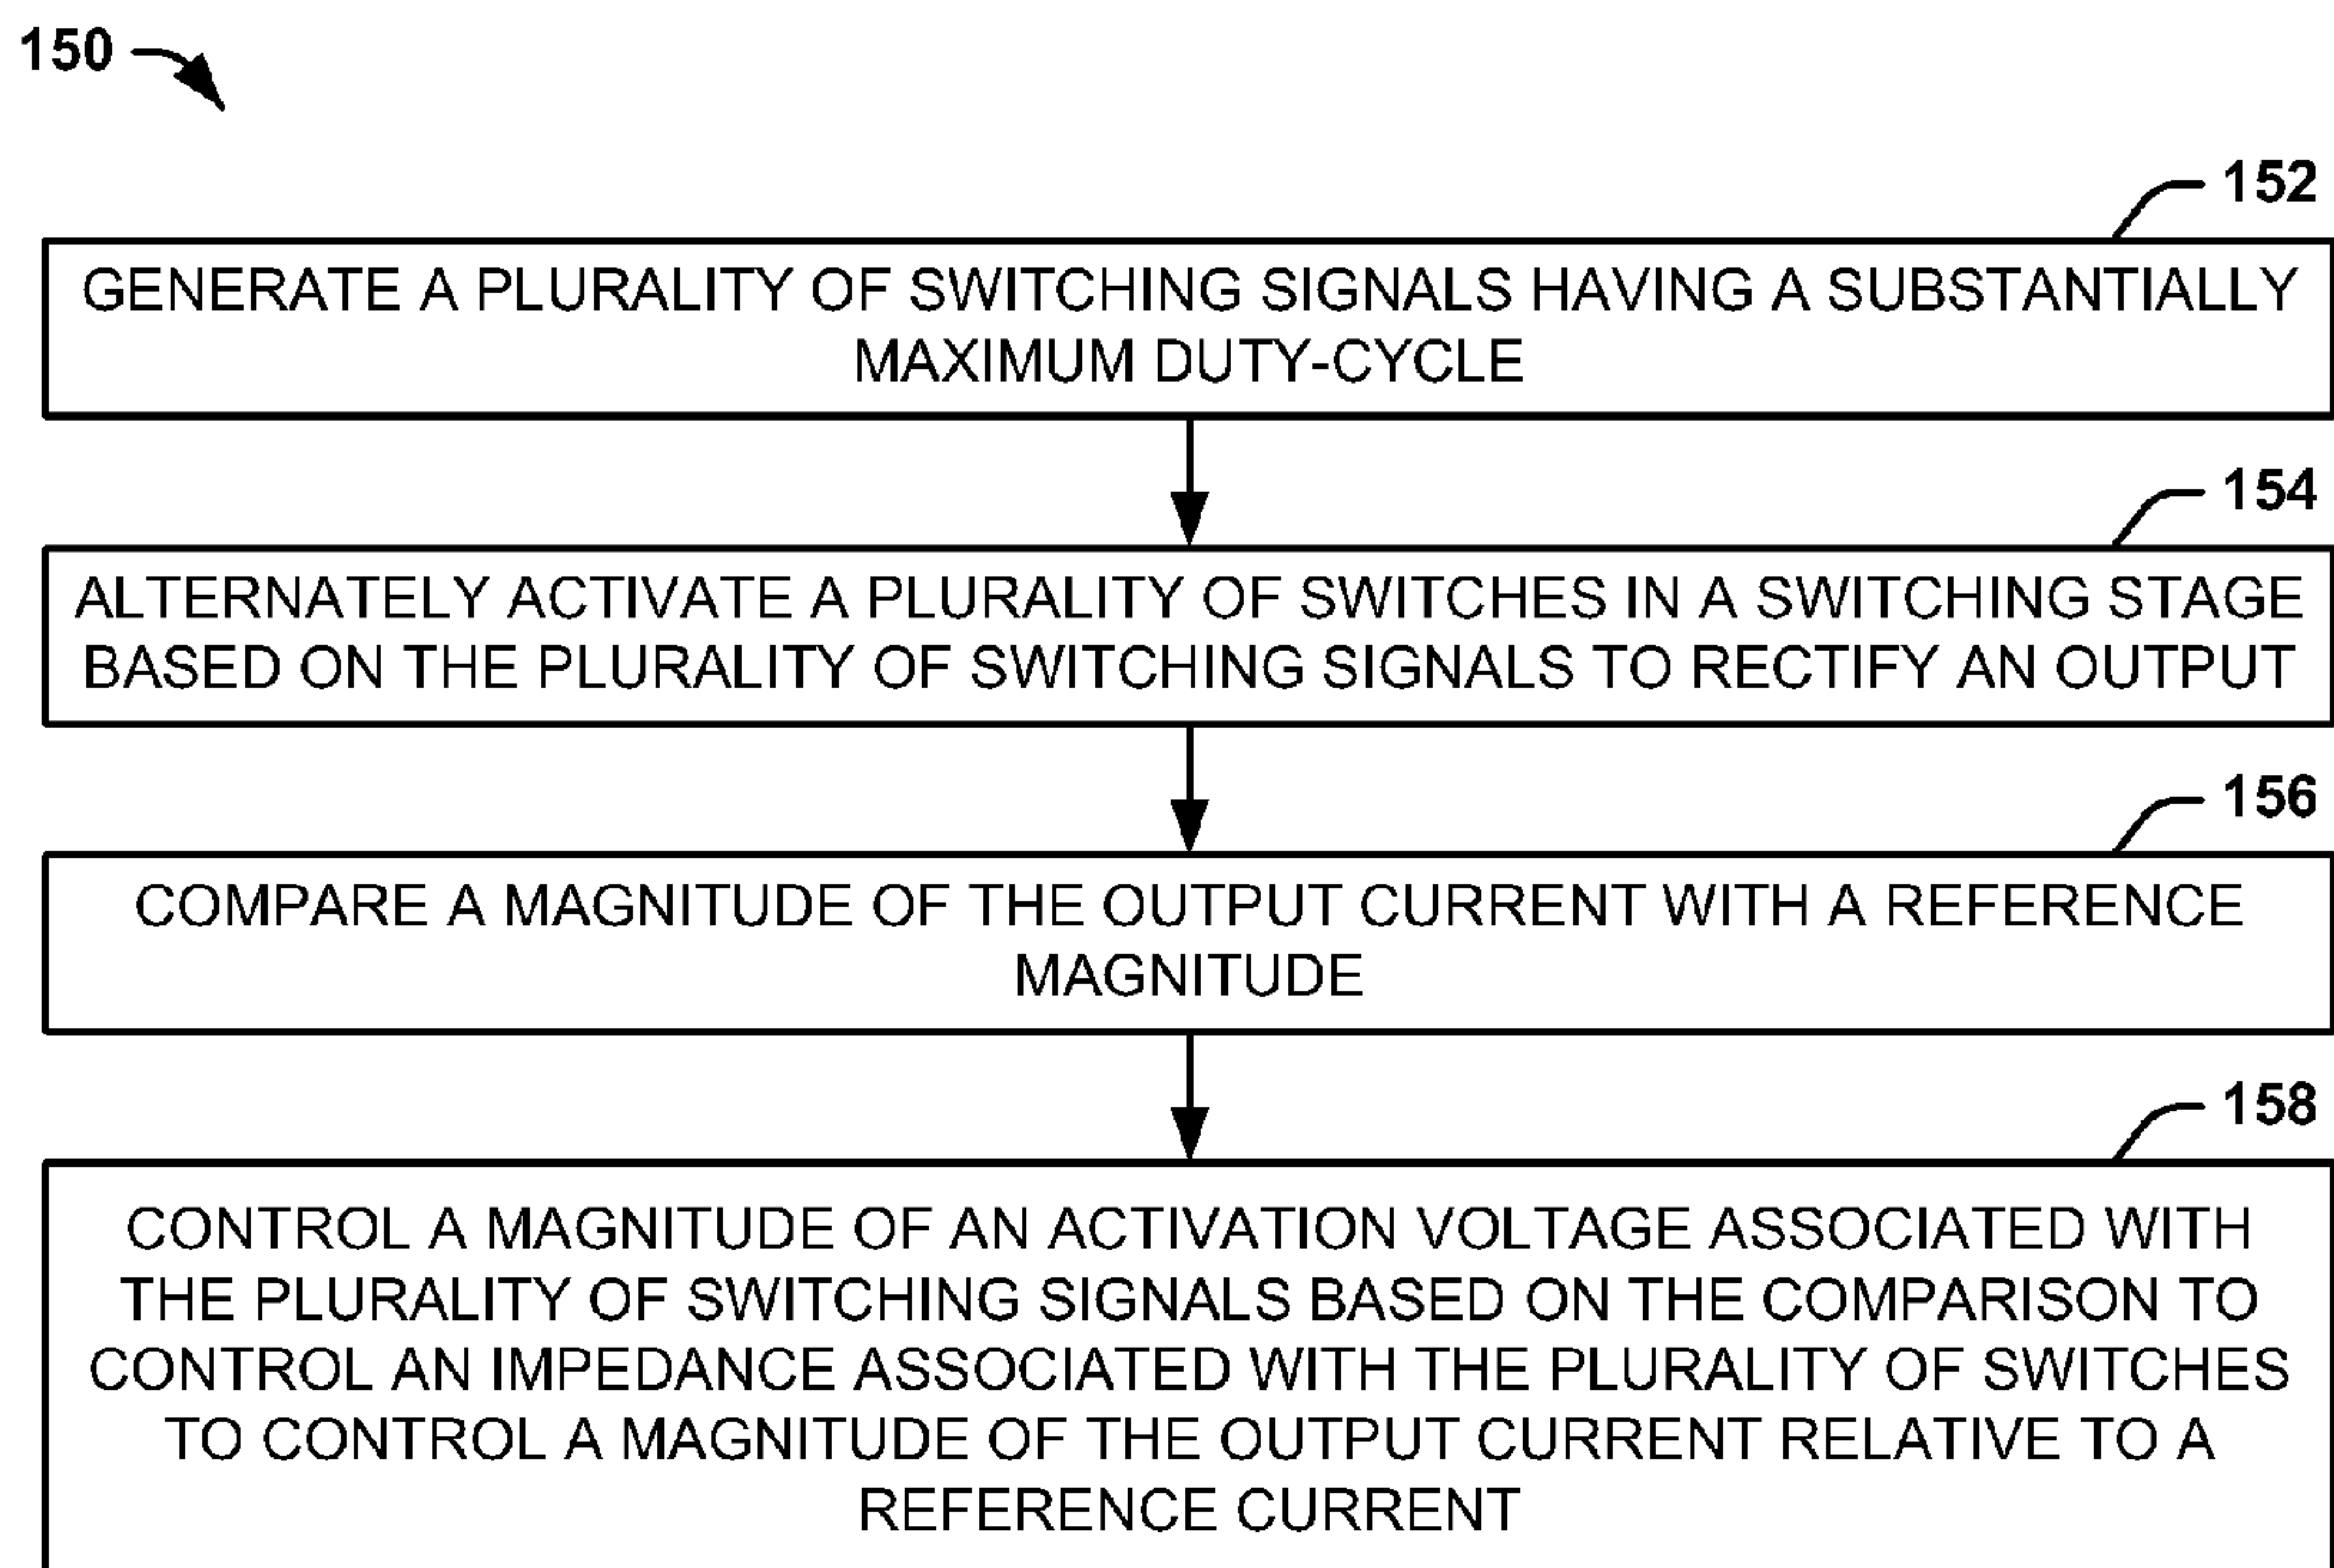 150
152
GENERATE A PLURALITY OF SWITCHING SIGNALS HAVING A SUBSTANTIALLY
MAXIMUM DUTY-CYCLE
154
ALTERNATELY ACTIVATE A PLURALITY OF SWITCHES IN A SWITCHING STAGE
BASED ON THE PLURALITY OF SWITCHING SIGNALS TO RECTIFY AN OUTPUT
156
COMPARE A MAGNITUDE OF THE OUTPUT CURRENT WITH A REFERENCE
MAGNITUDE
158
CONTROL A MAGNITUDE OF AN ACTIVATION VOLTAGE ASSOCIATED WITH
THE PLURALITY OF SWITCHING SIGNALS BASED ON THE COMPARISON TO
CONTROL AN IMPEDANCE ASSOCIATED WITH THE PLURALITY OF SWITCHES
TO CONTROL A MAGNITUDE OF THE OUTPUT CURRENT RELATIVE TO A
REFERENCE CURRENT